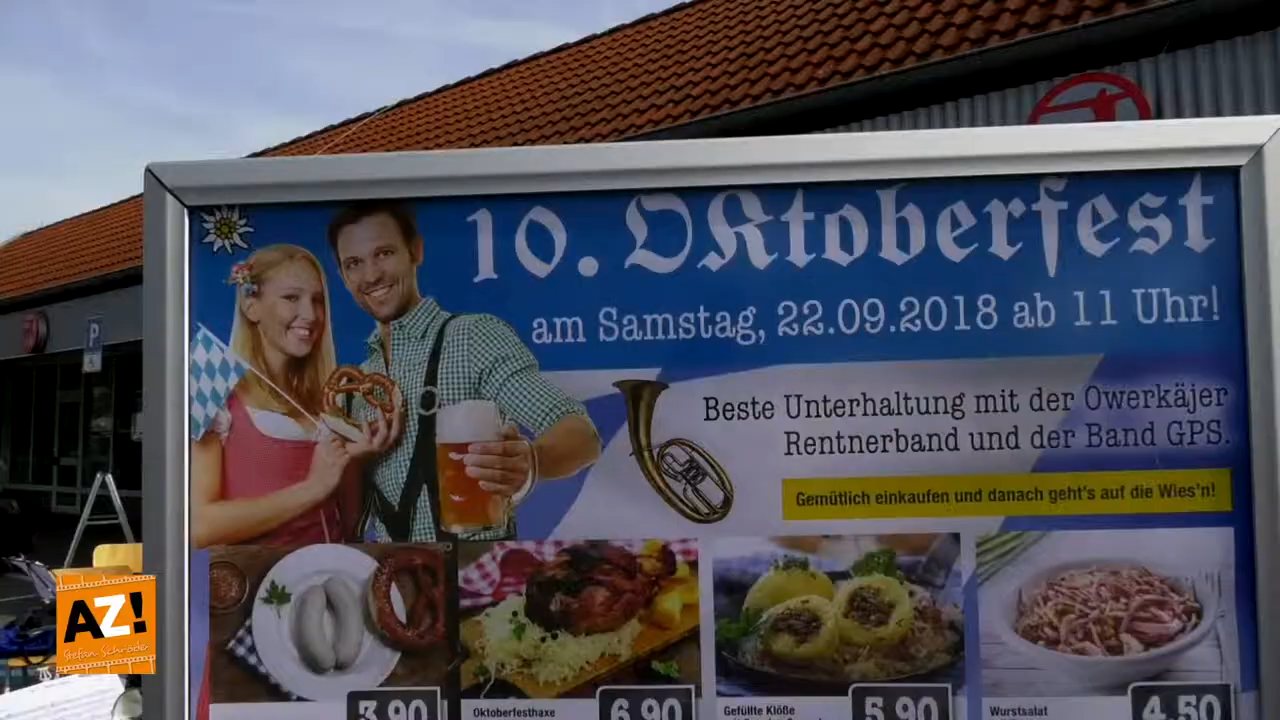 10. Oktoberfest
am Samstag, 22.09.2018 ab 11 Uhr!
Beste Unterhaltung mit der Owerkäjer
Rentnerband und der Band GPS.
Gemütlich einkaufen und danach geht's auf die Wies'n!
P
AZ!
Stefan Schröder
3.90
Oktoberfesthaxe
6.90
Gefüllte Klöße
5.90
Wurstsalat
4.50